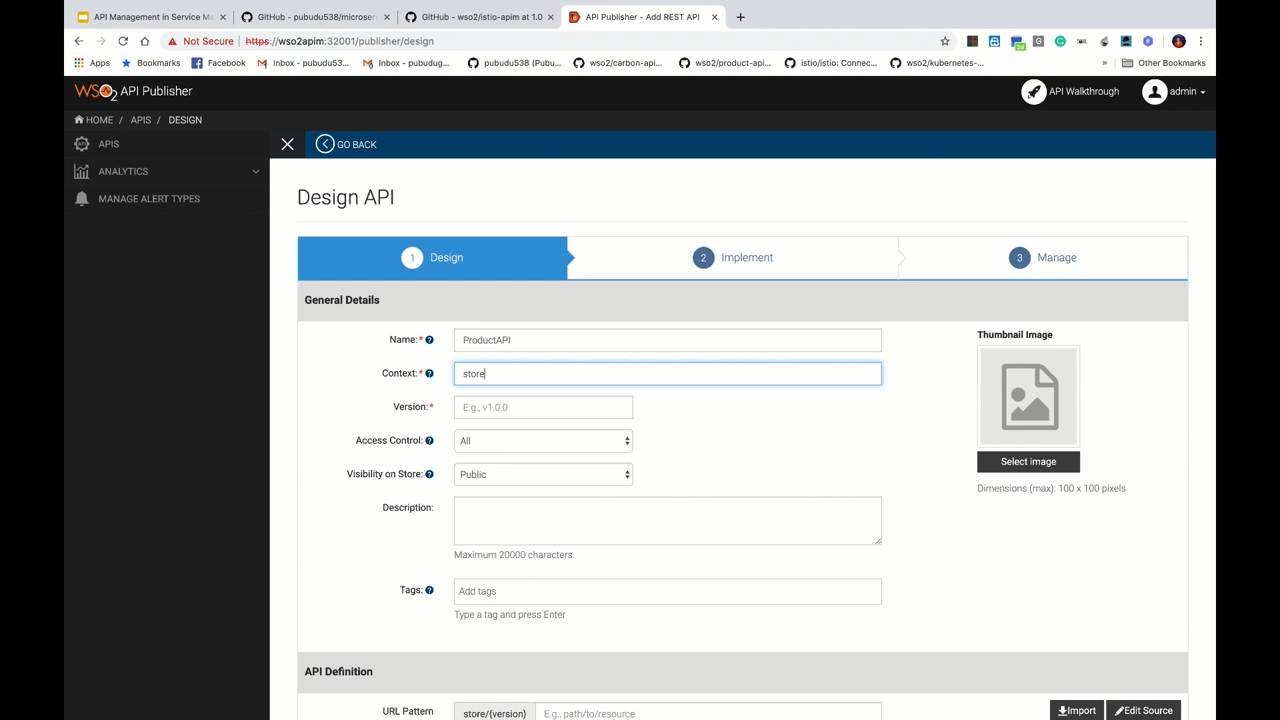 API Management in Service Me
GitHub - pubudu538/microser
GitHub - wso2/istio-apim at 1.0
API Publisher - Add REST API
Not Secure
https://wso2apim:32001/publisher/design
Apps
Bookmarks
Facebook
Inbox - pubudu53...
Inbox - pubudug...
pubudu538 (Pubu...
wso2/carbon-api...
wso2/product-api...
istio/istio: Connec...
wso2/kubernetes-...
»
Other Bookmarks
WSO2 API Publisher
API Walkthrough
admin
HOME / APIS / DESIGN
APIS
ANALYTICS
MANAGE ALERT TYPES
GO BACK
Design API
1 Design
2 Implement
3 Manage
General Details
Name:* ProductAPI
Context:* store
Version:* E.g., v1.0.0
Access Control: All
Visibility on Store: Public
Description:
Maximum 20000 characters.
Tags: Add tags
Type a tag and press Enter
Thumbnail Image
Select image
Dimensions (max): 100 x 100 pixels
API Definition
URL Pattern store/{version} E.g., path/to/resource
Import
Edit Source